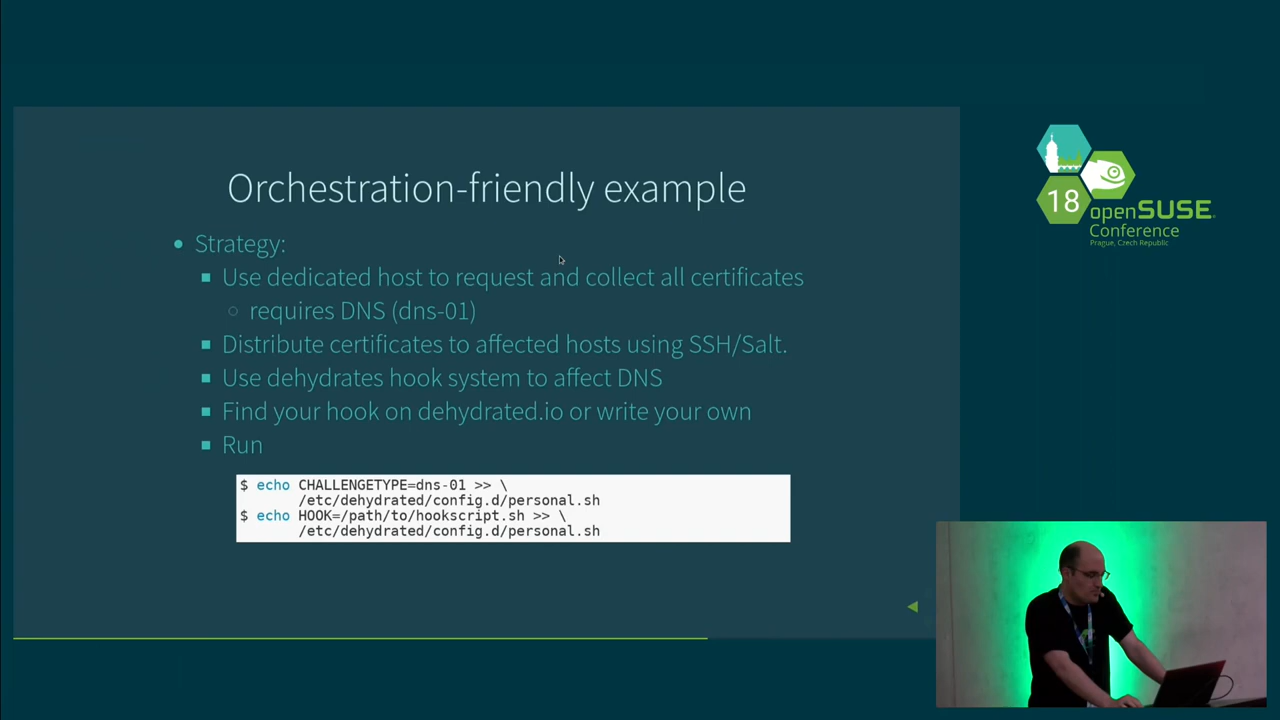 Orchestration-friendly example
Strategy:
Use dedicated host to request and collect all certificates
requires DNS (dns-01)
Distribute certificates to affected hosts using SSH/Salt.
Use dehydrates hook system to affect DNS
Find your hook on dehydrated.io or write your own
Run
$ echo CHALLENGETYPE=dns-01 >> \
/etc/dehydrated/config.d/personal.sh
$ echo HOOK=/path/to/hookscript.sh >> \
/etc/dehydrated/config.d/personal.sh
18
openSUSE
Conference
Prague, Czech Republic